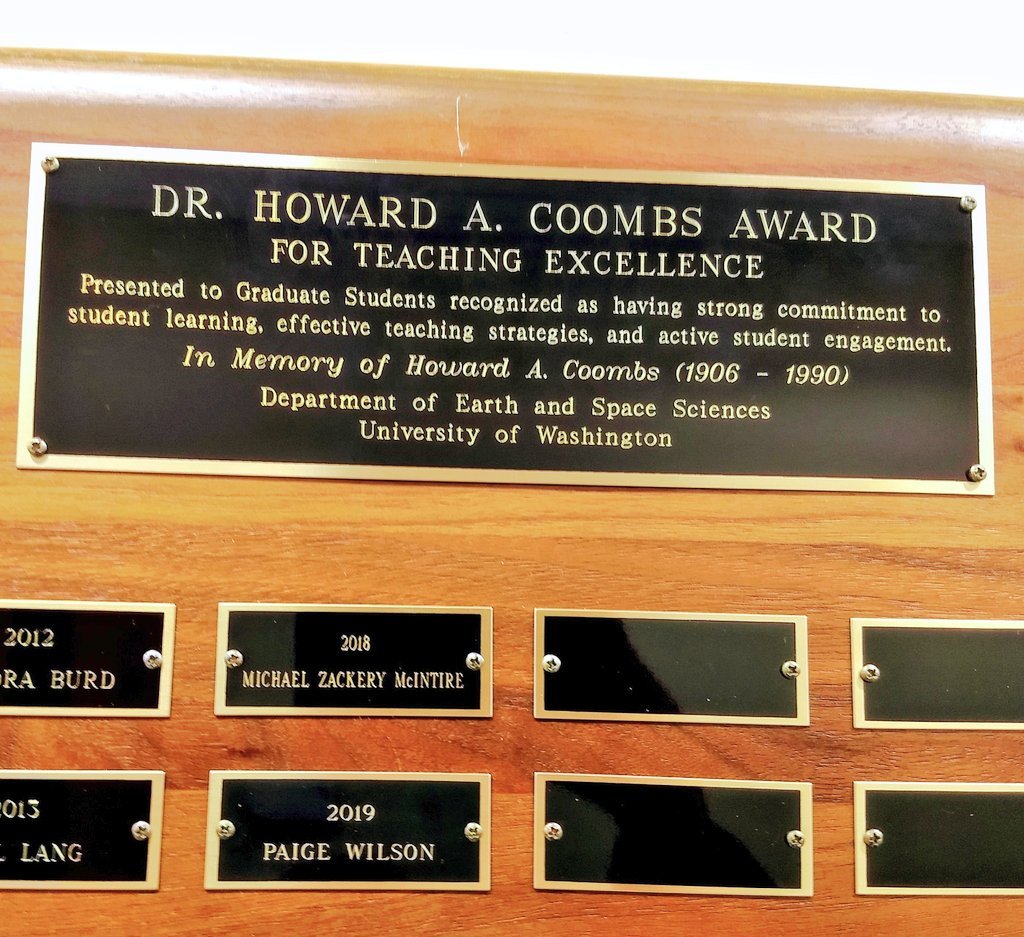 DR. HOWARD A. COOMBS AWARD
FOR TEACHING EXCELLENCE
Presented to Graduate Students recognized as having strong commitment to
student learning, effective teaching strategies, and active student engagement.
In Memory of Howard A. Coombs (1906 - 1990)
Department of Earth and Space Sciences
University of Washington
2012
BURD
2018
MICHAEL ZACKERY McINTIRE
2013
LANG
2019
PAIGE WILSON